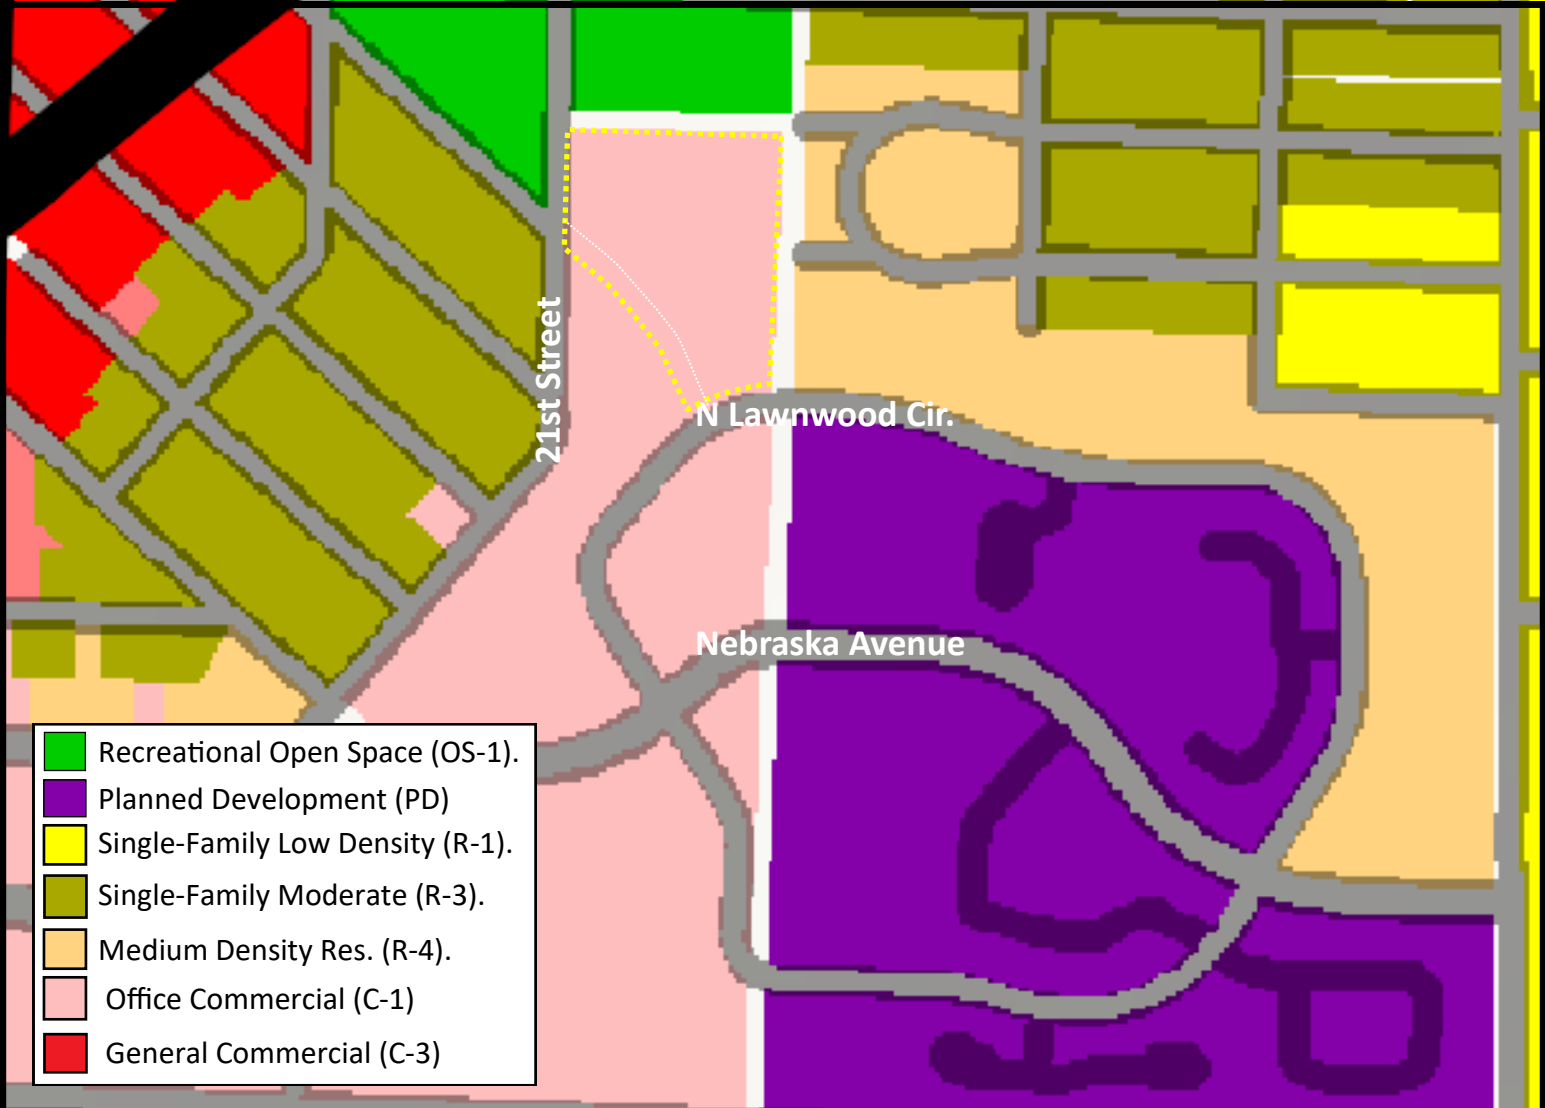 21st Street
N Lawnwood Cir.
Nebraska Avenue
Recreational Open Space (OS-1).
Planned Development (PD)
Single-Family Low Density (R-1).
Single-Family Moderate (R-3).
Medium Density Res. (R-4).
Office Commercial (C-1)
General Commercial (C-3)